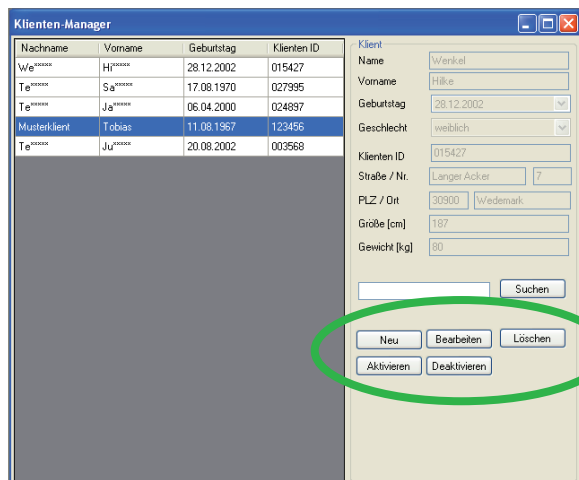 Klienten-Manager
Nachname Vorname Geburtstag Klienten ID
We***** Hi***** 28.12.2002 015427
Te***** Sa***** 17.08.1970 027995
Te***** Ja***** 06.04.2000 024897
Musterklient Tobias 11.08.1967 123456
Te***** Ju***** 20.08.2002 003568
Klient
Name Wenkel
Vorname Hilke
Geburtstag 28.12.2002
Geschlecht weiblich
Klienten ID 015427
Straße / Nr. Langer Acker 7
PLZ / Ort 30900 Wedemark
Größe [cm] 187
Gewicht [kg] 80
Suchen
Neu Bearbeiten Löschen
Aktivieren Deaktivieren